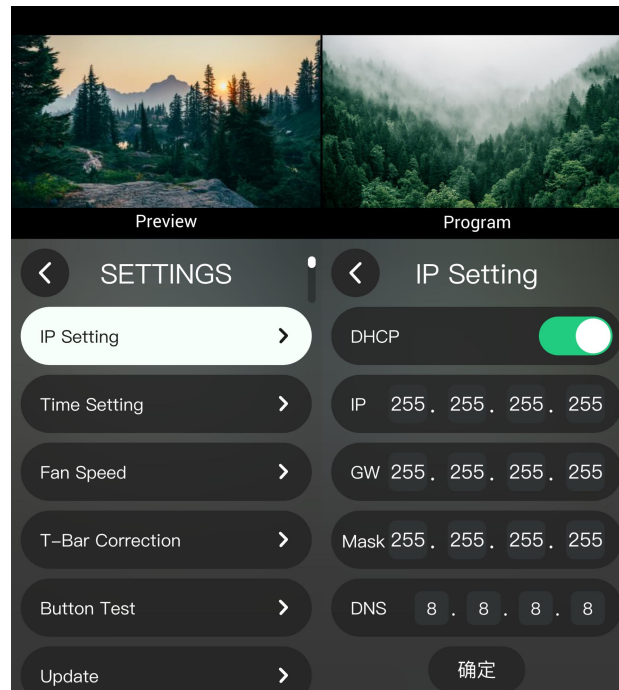 Preview
Program
SETTINGS
IP Setting
Time Setting
Fan Speed
T-Bar Correction
Button Test
Update
IP Setting
DHCP
IP 255. 255. 255. 255
GW 255. 255. 255. 255
Mask 255. 255. 255. 255
DNS 8 . 8 . 8 . 8
确定